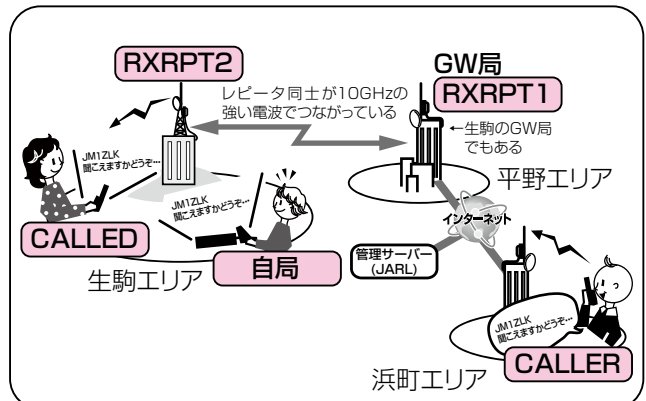 RXRPT2
GW局
RXRPT1
レピータ同士が10GHzの
強い電波でつながっている
←生駒のGW局
でもある
平野エリア
JM1ZLK
聞こえますかどうぞ…
JM1ZLK
聞こえますかどうぞ…
CALLED
自局
生駒エリア
インターネット
管理サーバー
(JARL)
JM1ZLK
聞こえますかどうぞ…
CALLER
浜町エリア